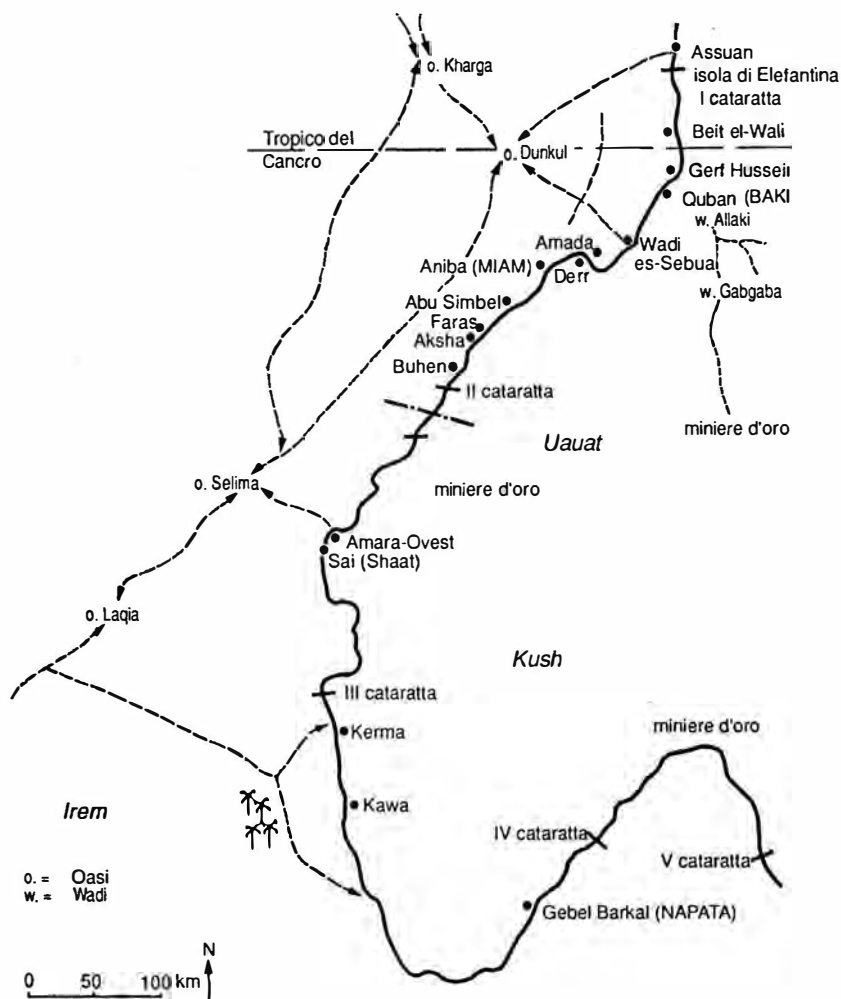 o. Kharga
Assuan
isola di Elefantina
I cataratta
Tropico del
Cancro
o. Dunkul
Beit el-Wali
Gerf Hussein
Quban (BAKI
w. Allaki
Wadi
es-Sebua
Amada
Derr
Aniba (MIAM)
w. Gabgaba
Abu Simbel
Faras
Aksha
Buhen
II cataratta
miniere d'oro
Uauat
o. Selima
miniere d'oro
Amara-Ovest
Sai (Shaat)
o. Laqia
Kush
III cataratta
miniere d'oro
Kerma
Irem
Kawa
IV cataratta
V cataratta
o. = Oasi
w. = Wadi
Gebel Barkal (NAPATA)
N
0 50 100 km